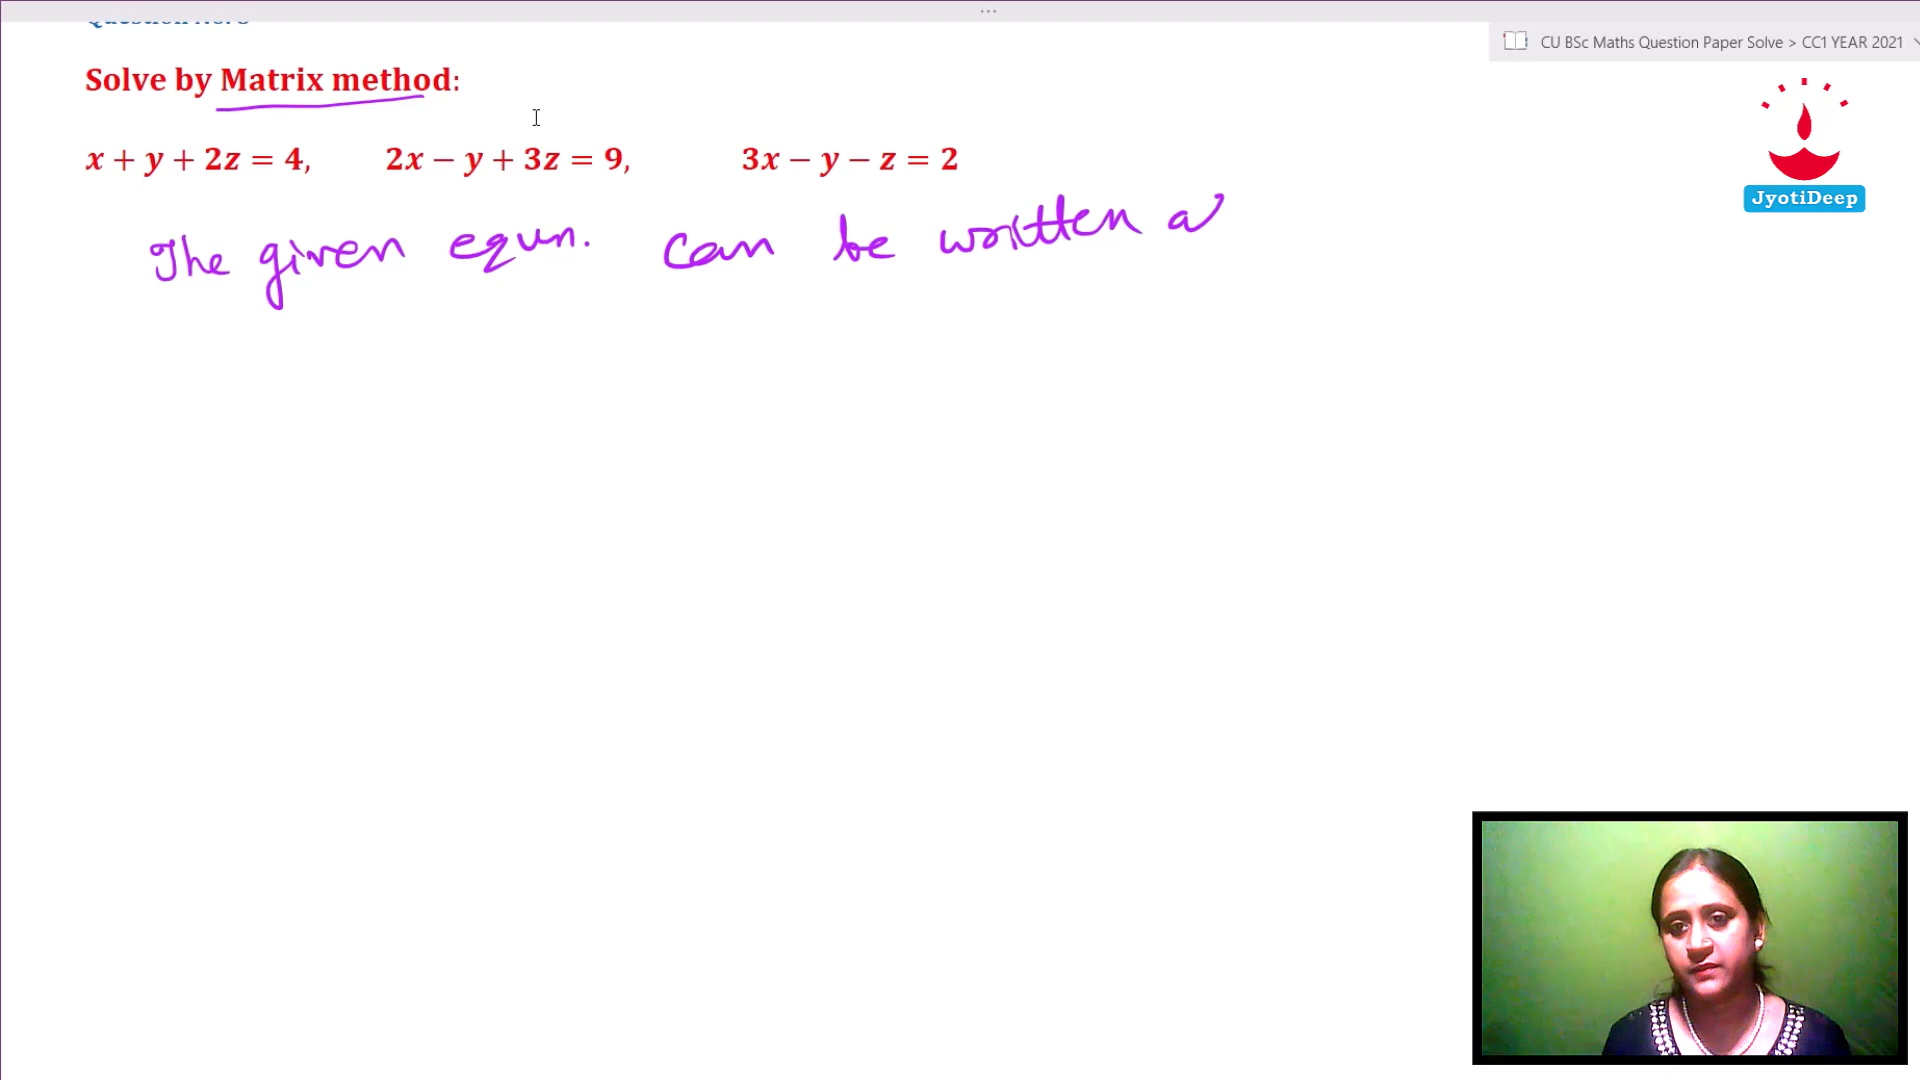 CU BSc Maths Question Paper Solve > CC1 YEAR 2021
Solve by Matrix method:
x + y + 2z = 4, 2x − y + 3z = 9, 3x − y − z = 2
JyotiDeep
The given equn. can be written as